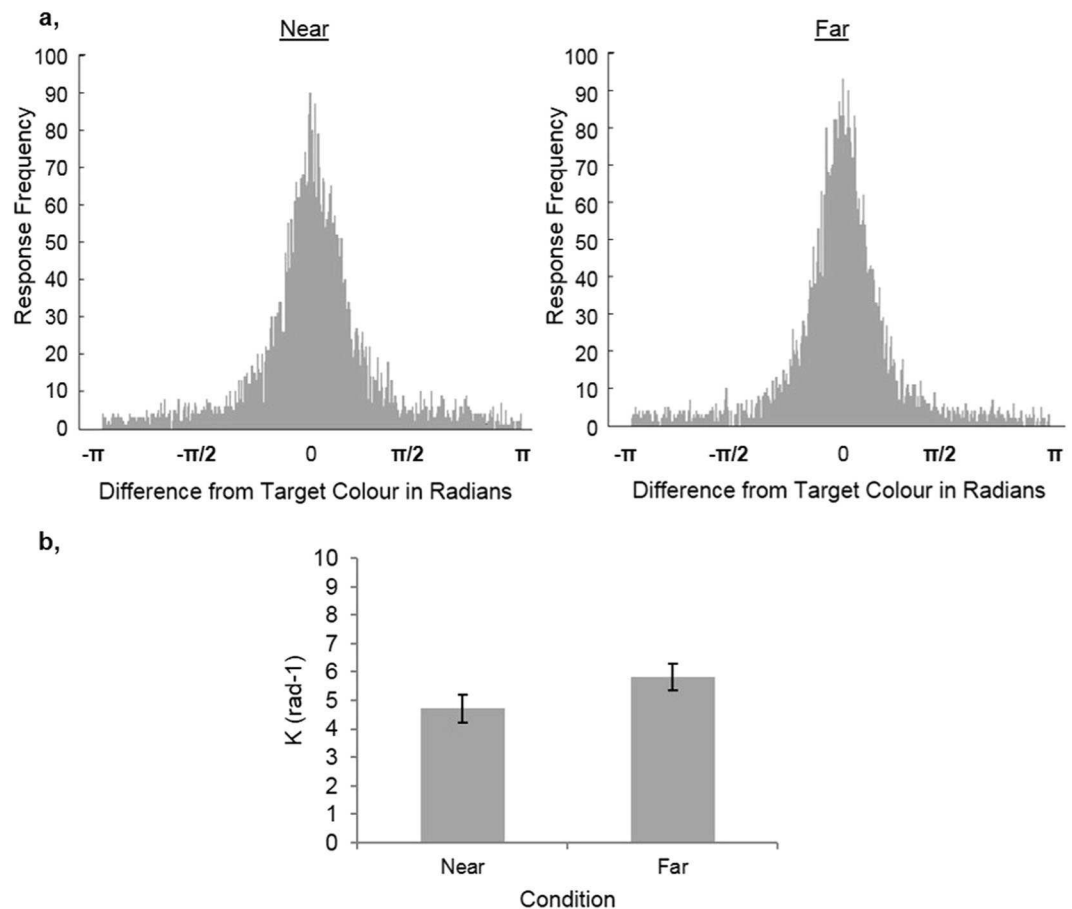 a,
Near
100
90
80
70
60
50
40
30
20
10
0
Response Frequency
-π -π/2 0 π/2 π
Difference from Target Colour in Radians
Far
100
90
80
70
60
50
40
30
20
10
0
Response Frequency
-π -π/2 0 π/2 π
Difference from Target Colour in Radians
b,
10
9
8
7
6
5
4
3
2
1
0
K (rad-1)
Near Far
Condition